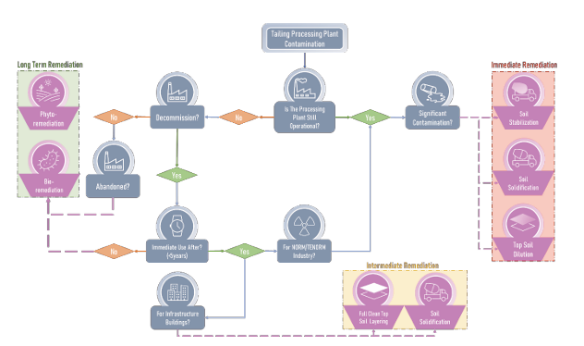 Tailing Processing Plant
Contamination
Long Term Remediation
Immediate Remediation
Phyto-
remediation
No
Decommission?
No
Is The Processing
Plant Still
Operational?
Yes
Significant
Contamination?
Soil
Stabilization
Bio-
remediation
Abandoned?
Yes
Soil
Solidification
No
Immediate Use After?
(<5years)
Yes
For NORM/TENORM
Industry?
Top Soil
Dilution
Intermediate Remediation
For Infrastructure
Buildings?
Full Clean Top
Soil Layering
Soil
Solidification